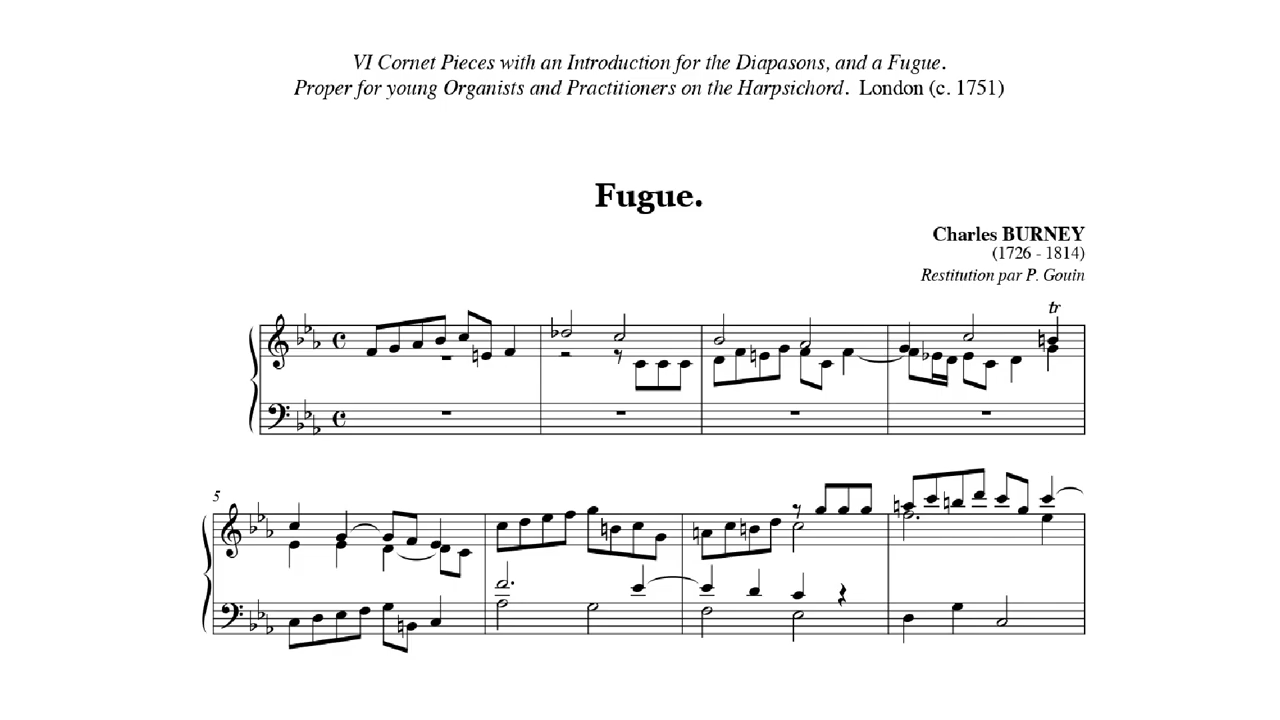 VI Cornet Pieces with an Introduction for the Diapasons, and a Fugue.
Proper for young Organists and Practitioners on the Harpsichord. London (c. 1751)
Fugue.
Charles BURNEY
(1726 - 1814)
Restitution par P. Gouin
tr
5